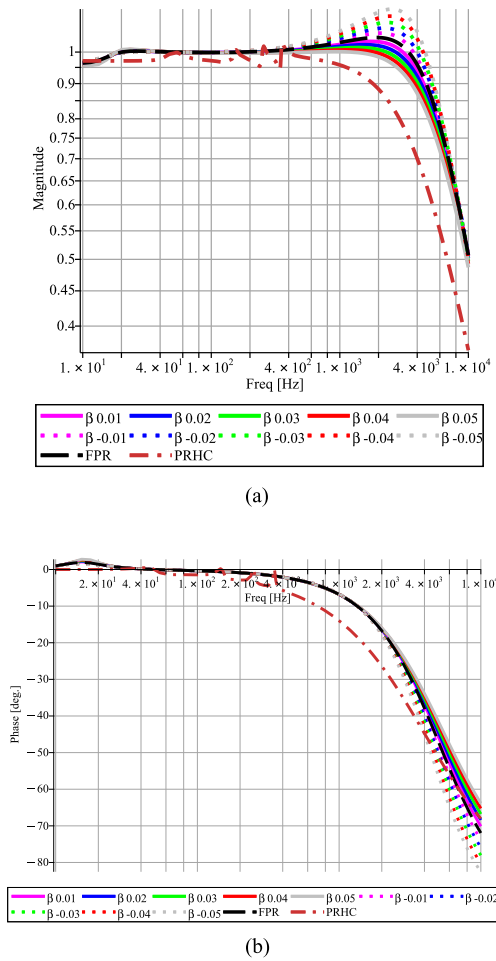 1
0.9
0.8
0.75
0.7
0.65
0.6
0.5
0.45
0.4
Magnitude
1. × 10¹ 4. × 10¹ 1. × 10² 4. × 10² 1. × 10³ 4. × 10³ 1. × 10⁴
Freq [Hz]
β 0.01 β 0.02 β 0.03 β 0.04 β 0.05
β -0.01 β -0.02 β -0.03 β -0.04 β -0.05
FPR PRHC
(a)
0
2. × 10¹ 4. × 10¹ 1. × 10² 2. × 10² 4. × 10² 1. × 10³ 2. × 10³ 4. × 10³ 1. × 10⁴
Freq [Hz]
−10
−20
−30
−40
−50
−60
−70
−80
Phase [deg.]
β 0.01 β 0.02 β 0.03 β 0.04 β 0.05 β -0.01 β -0.02
β -0.03 β -0.04 β -0.05 FPR PRHC
(b)